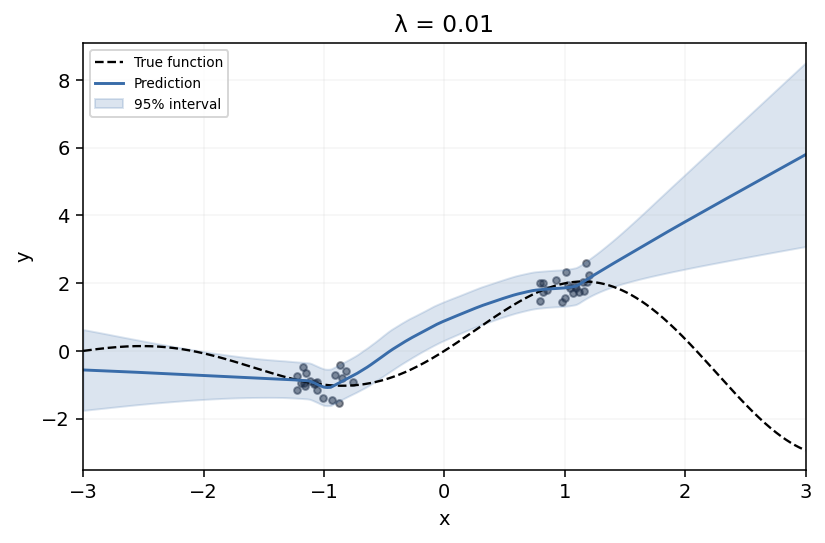 λ = 0.01
True function
Prediction
95% interval
8
6
4
2
0
−2
y
−3
−2
−1
0
1
2
3
x